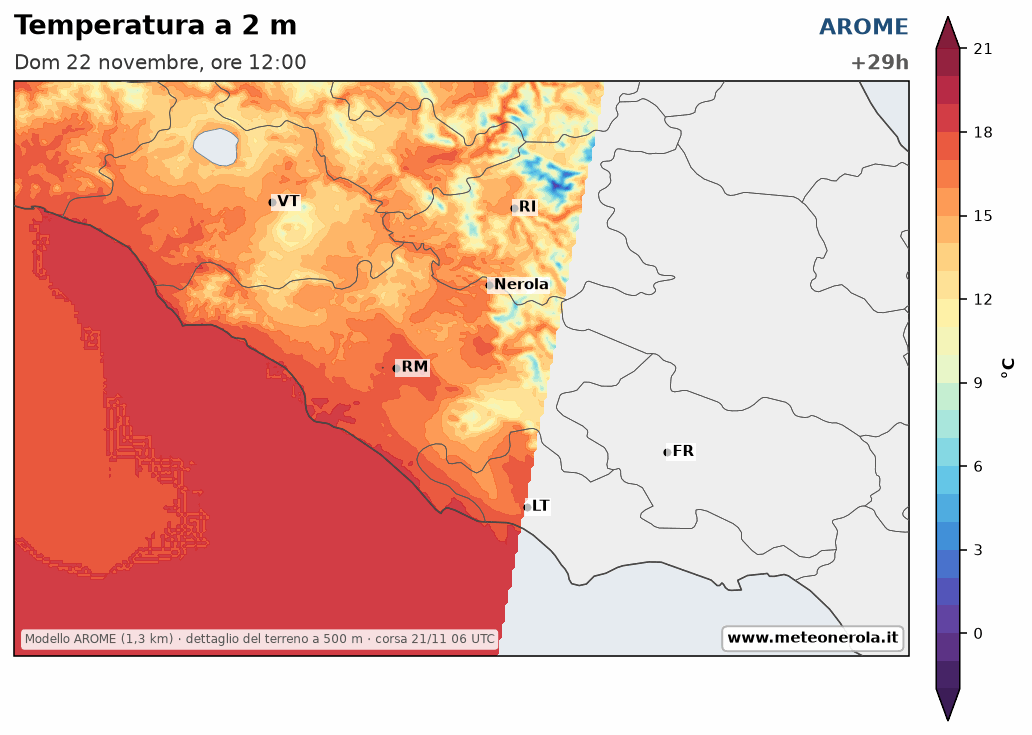 Temperatura a 2 m
AROME
Dom 22 novembre, ore 12:00
+29h
21
18
15
12
9
6
3
0
°C
VT
RI
Nerola
RM
FR
LT
Modello AROME (1,3 km) · dettaglio del terreno a 500 m · corsa 21/11 06 UTC
www.meteonerola.it